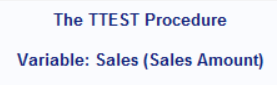 The TTEST Procedure
Variable: Sales (Sales Amount)